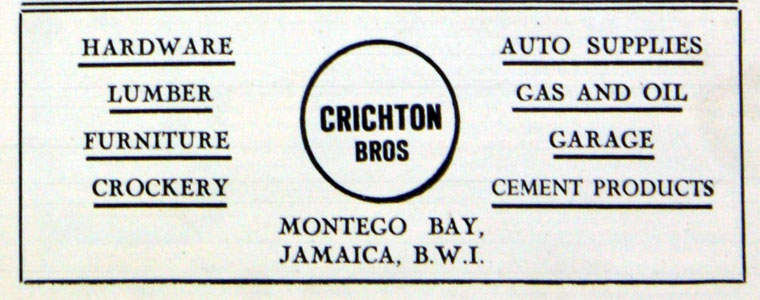 HARDWARE
LUMBER
FURNITURE
CROCKERY
CRICHTON
BROS
MONTEGO BAY,
JAMAICA, B.W.I.
AUTO SUPPLIES
GAS AND OIL
GARAGE
CEMENT PRODUCTS